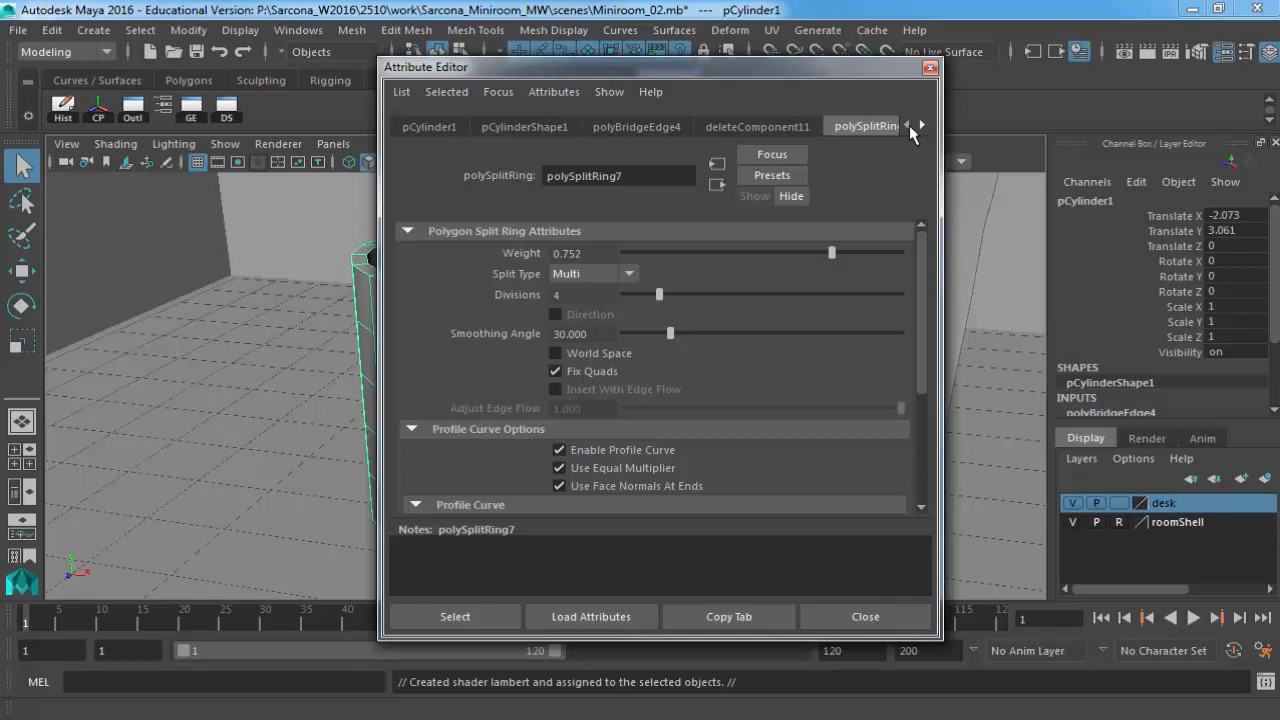 Autodesk Maya 2016 - Educational Version: P:\Sarcona_W2016\2510\work\Sarcona_Miniroom_MW\scenes\Miniroom_02.mb* --- pCylinder1
File Edit Create Select Modify Display Windows Mesh Edit Mesh Mesh Tools Mesh Display Curves Surfaces Deform UV Generate Cache Help
Modeling Objects No Live Surface
Curves / Surfaces Polygons Sculpting Rigging
Hist CP Outl GE DS
View Shading Lighting Show Renderer Panels
Attribute Editor
List Selected Focus Attributes Show Help
pCylinder1 pCylinderShape1 polyBridgeEdge4 deleteComponent11 polySplitRing
polySplitRing: polySplitRing7
Focus
Presets
Show Hide
Polygon Split Ring Attributes
Weight 0.752
Split Type Multi
Divisions 4
Direction
Smoothing Angle 30.000
World Space
Fix Quads
Insert With Edge Flow
Adjust Edge Flow 1.000
Profile Curve Options
Enable Profile Curve
Use Equal Multiplier
Use Face Normals At Ends
Profile Curve
Notes: polySplitRing7
Select Load Attributes Copy Tab Close
Channel Box / Layer Editor
Channels Edit Object Show
pCylinder1
Translate X -2.073
Translate Y 3.061
Translate Z 0
Rotate X 0
Rotate Y 0
Rotate Z 0
Scale X 1
Scale Y 1
Scale Z 1
Visibility on
SHAPES
pCylinderShape1
INPUTS
polyBridgeEdge4
Display Render Anim
Layers Options Help
V P desk
V P R roomShell
5 10 15 20 25 30 35 40 115 12
1 1
1 1 1 120 120 200 No Anim Layer No Character Set
MEL // Created shader lambert and assigned to the selected objects. //